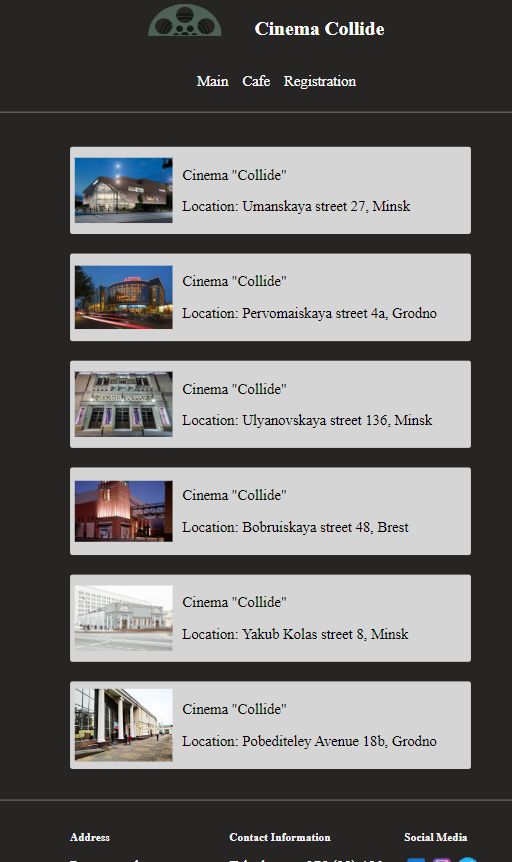 Cinema Collide
Main Cafe Registration
Cinema "Collide"
Location: Umanskaya street 27, Minsk
Cinema "Collide"
Location: Pervomaiskaya street 4a, Grodno
Cinema "Collide"
Location: Ulyanovskaya street 136, Minsk
Cinema "Collide"
Location: Bobruiskaya street 48, Brest
Cinema "Collide"
Location: Yakub Kolas street 8, Minsk
Cinema "Collide"
Location: Pobediteley Avenue 18b, Grodno
Address Contact Information Social Media